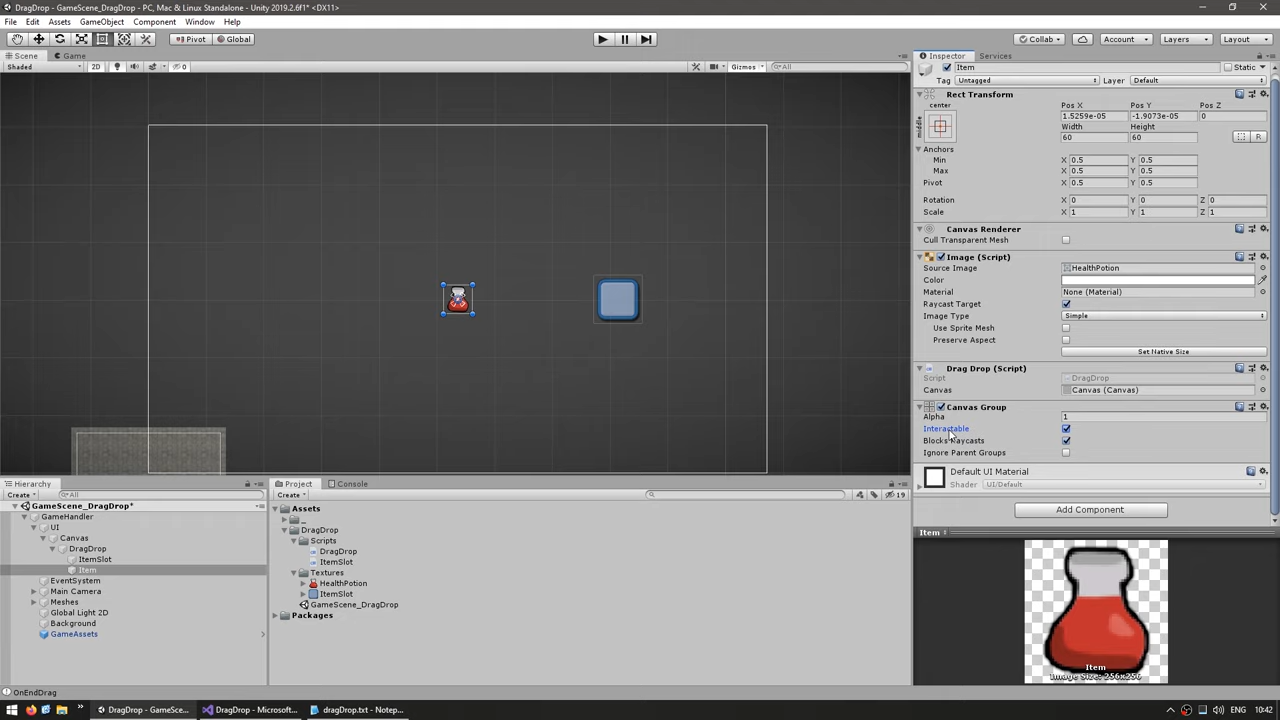 DragDrop - GameScene_DragDrop - PC, Mac & Linux Standalone - Unity 2019.2.6f1* <DX11>
File Edit Assets GameObject Component Window Help
Pivot Global Collab Account Layers Layout
Scene Game
Shaded 2D 0 Gizmos All
Inspector Services
Item Static
Tag Untagged Layer Default
Rect Transform
center
middle
Pos X Pos Y Pos Z
1.5259e-05 -1.9073e-05 0
Width Height
60 60 R
Anchors
Min X 0.5 Y 0.5
Max X 0.5 Y 0.5
Pivot X 0.5 Y 0.5
Rotation X 0 Y 0 Z 0
Scale X 1 Y 1 Z 1
Canvas Renderer
Cull Transparent Mesh
Image (Script)
Source Image HealthPotion
Color
Material None (Material)
Raycast Target
Image Type Simple
Use Sprite Mesh
Preserve Aspect
Set Native Size
Drag Drop (Script)
Script DragDrop
Canvas Canvas (Canvas)
Canvas Group
Alpha 1
Interactable
Blocks Raycasts
Ignore Parent Groups
Default UI Material
Shader UI/Default
Add Component
Item
Item
Image Size: 256x256
Hierarchy
Create All
GameScene_DragDrop*
GameHandler
UI
Canvas
DragDrop
ItemSlot
Item
EventSystem
Main Camera
Meshes
Global Light 2D
Background
GameAssets
Project Console
Create 19
Assets
_
DragDrop
Scripts
DragDrop
ItemSlot
Textures
HealthPotion
ItemSlot
GameScene_DragDrop
Packages
OnEndDrag
DragDrop - GameSce... DragDrop - Microsoft... dragDrop.txt - Notep... ENG 10:42